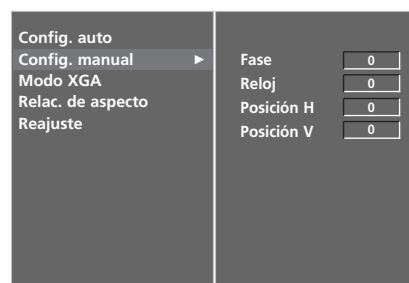 Config. auto
Config. manual ►
Modo XGA
Relac. de aspecto
Reajuste
Fase 0
Reloj 0
Posición H 0
Posición V 0